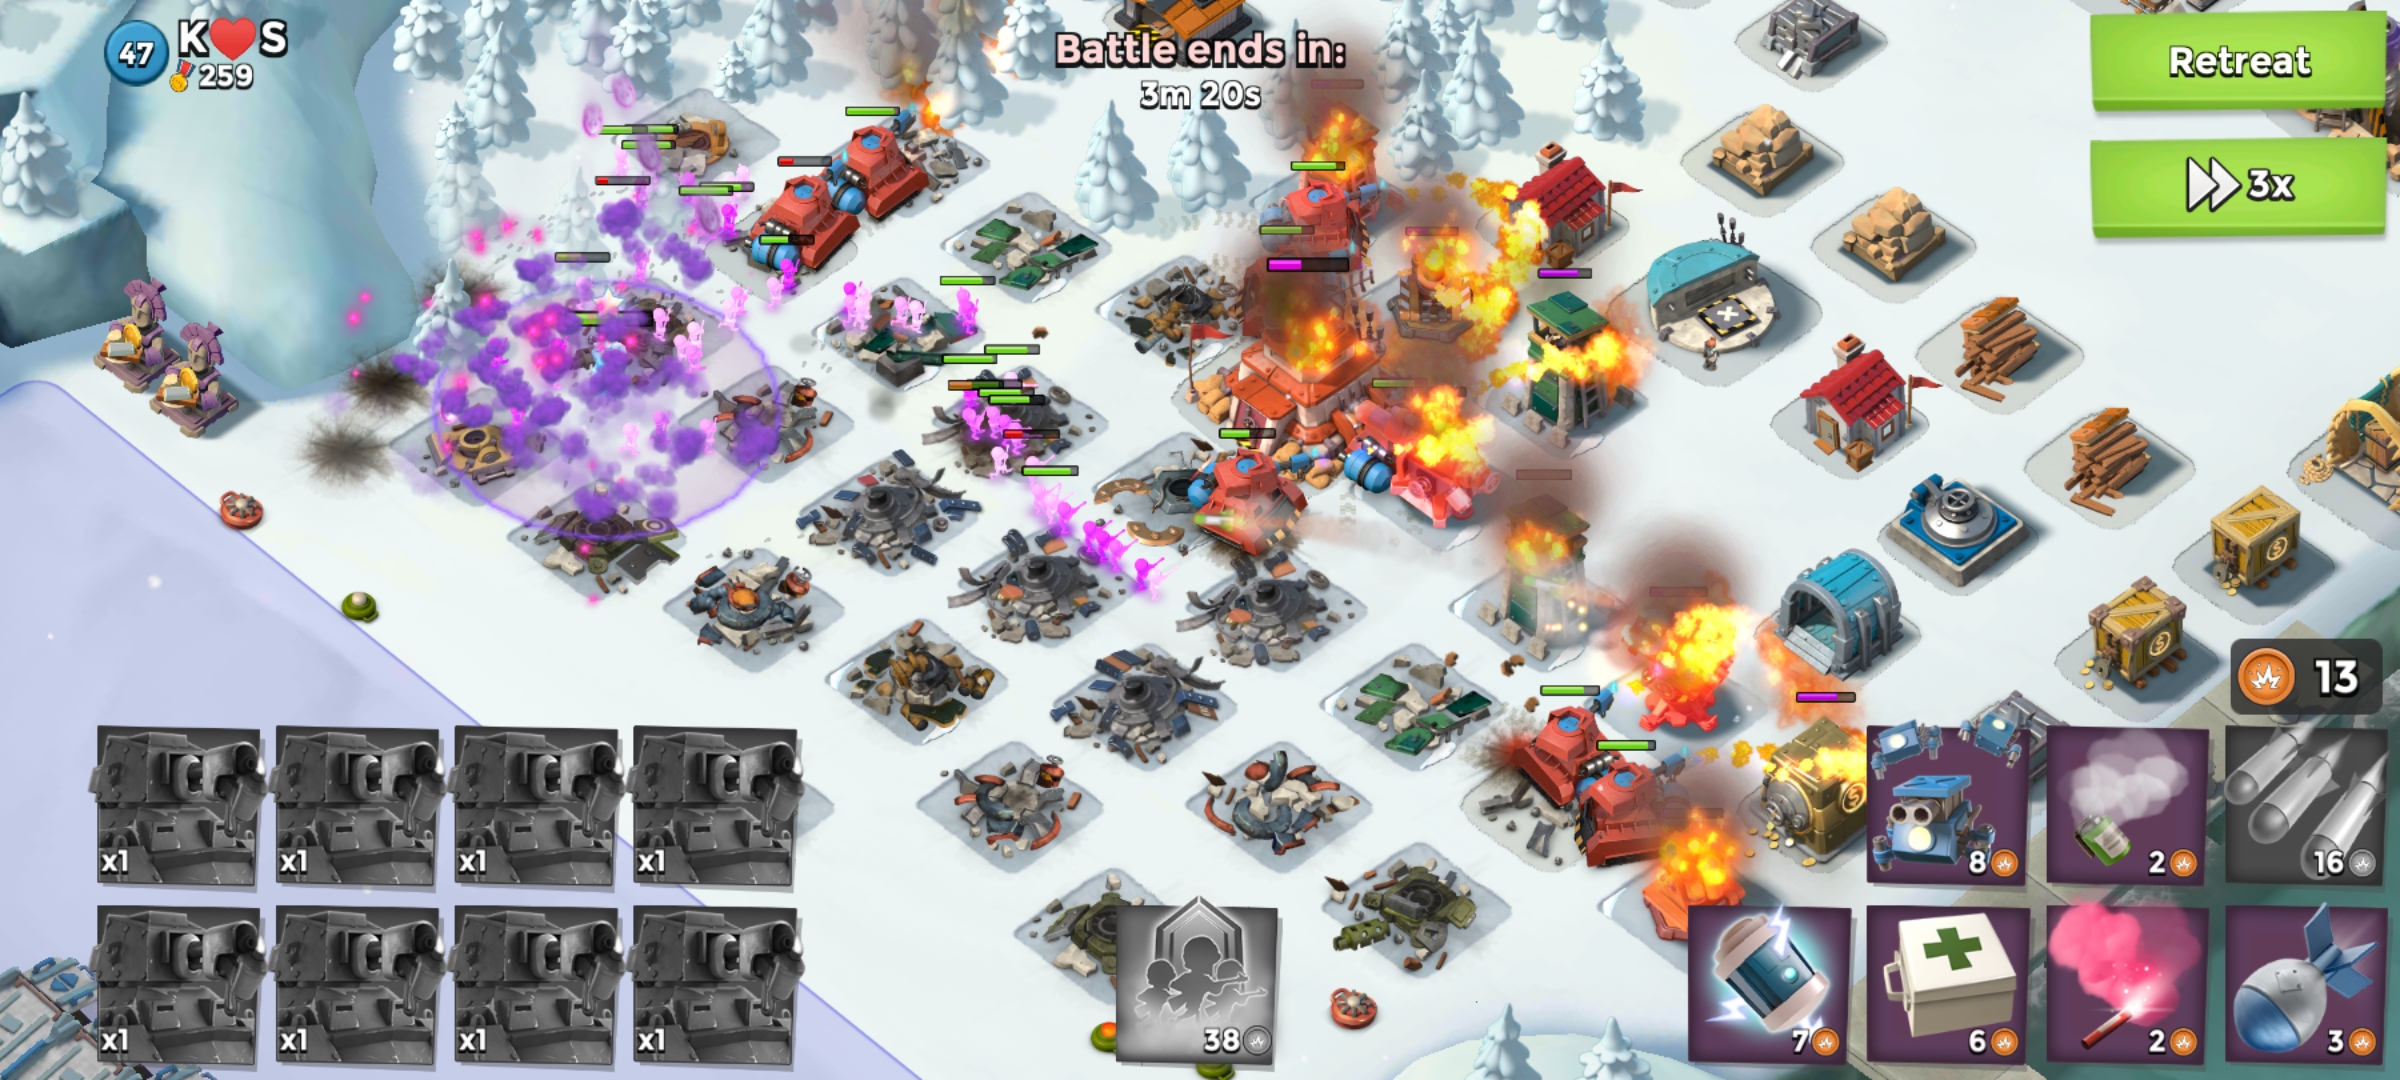 47
K❤️S
259
Battle ends in:
3m 20s
Retreat
3x
13
x1 x1 x1 x1
8 2 16
x1 x1 x1 x1
38
7 6 2 3